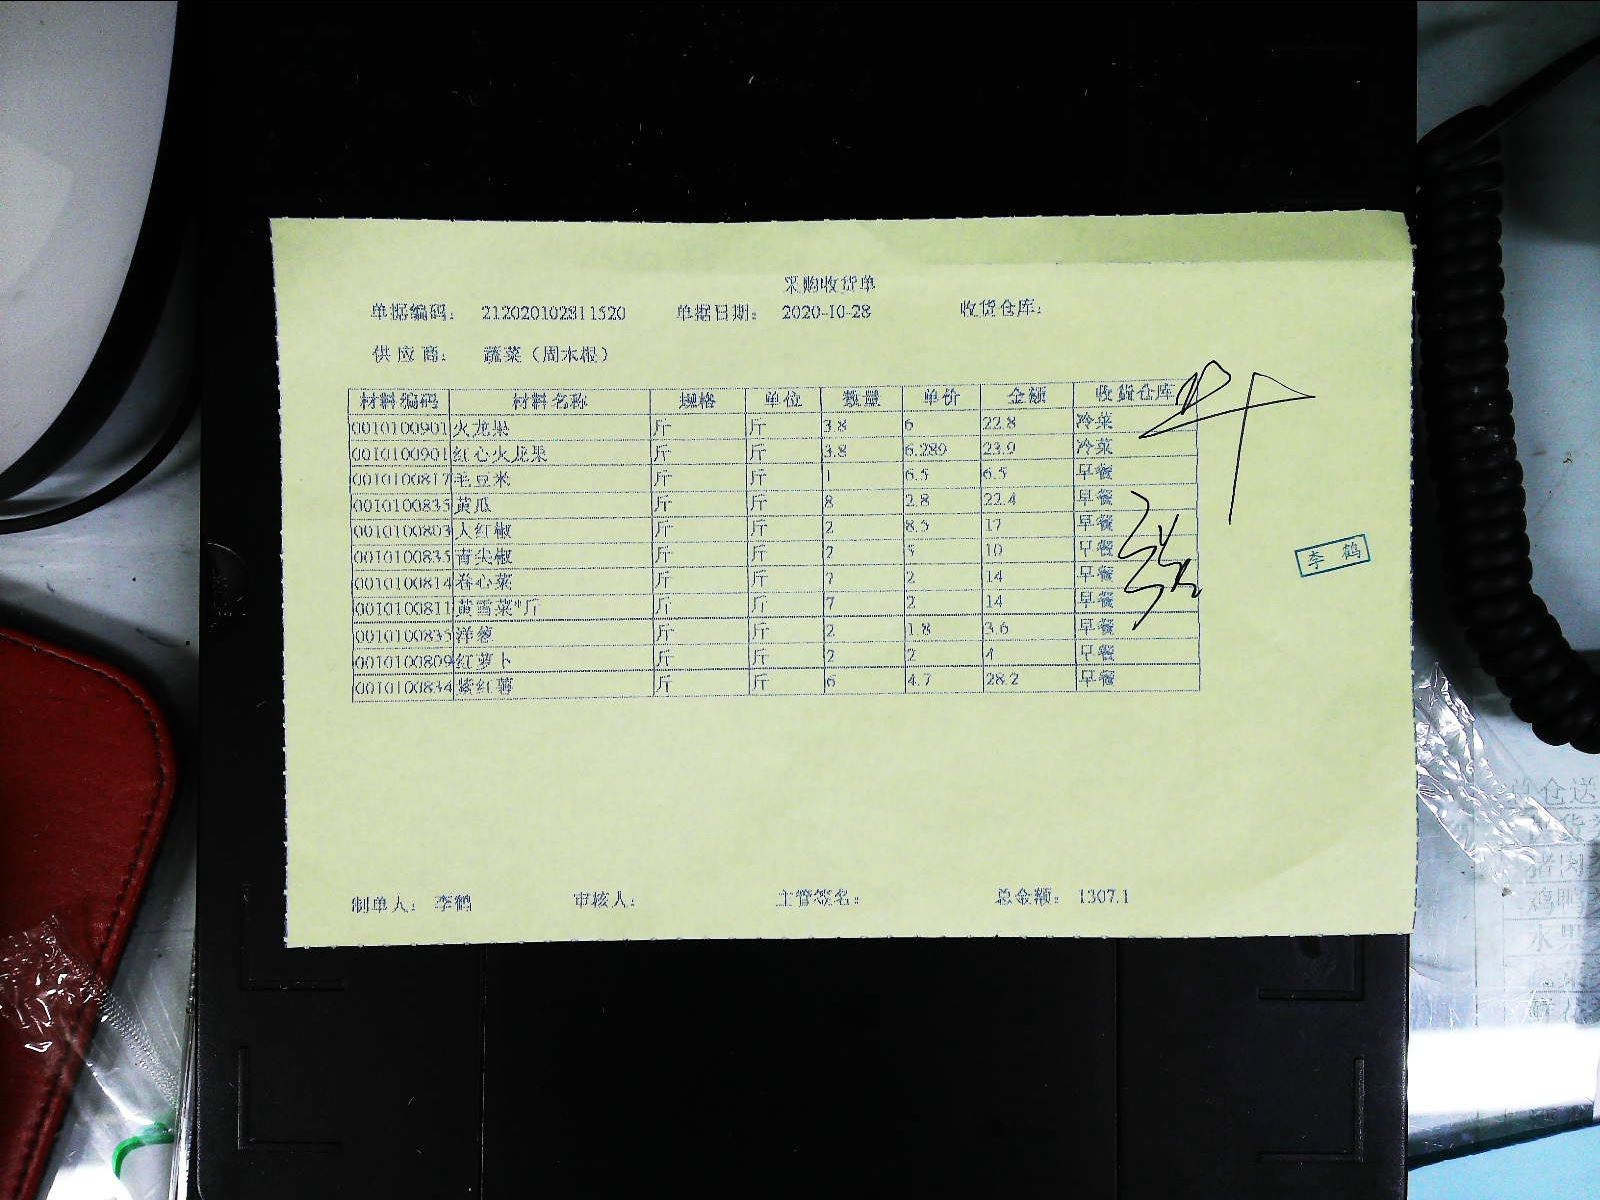 采购收货单
单据编码： 212020102811520 单据日期： 2020-10-28 收货仓库：
供应商： 蔬菜（周木根）
材料编码 材料名称 规格 单位 数量 单价 金额 收货仓库
0010100901 火龙果 斤 斤 3.8 6 22.8 冷菜
0010100901 红心火龙果 斤 斤 3.8 6.289 23.9 冷菜
0010100817 毛豆米 斤 斤 1 6.5 6.5 早餐
0010100835 黄瓜 斤 斤 8 2.8 22.4 早餐
0010100803 大红椒 斤 斤 2 8.5 17 早餐
0010100835 青尖椒 斤 斤 2 5 10 早餐
0010100814 卷心菜 斤 斤 7 2 14 早餐
0010100811 黄雪菜*斤 斤 斤 7 2 14 早餐
0010100835 洋葱 斤 斤 2 1.8 3.6 早餐
0010100809 红萝卜 斤 斤 2 2 4 早餐
0010100834 紫红薯 斤 斤 6 4.7 28.2 早餐
李鹤
制单人： 李鹤 审核人： 主管签名： 总金额： 1307.1